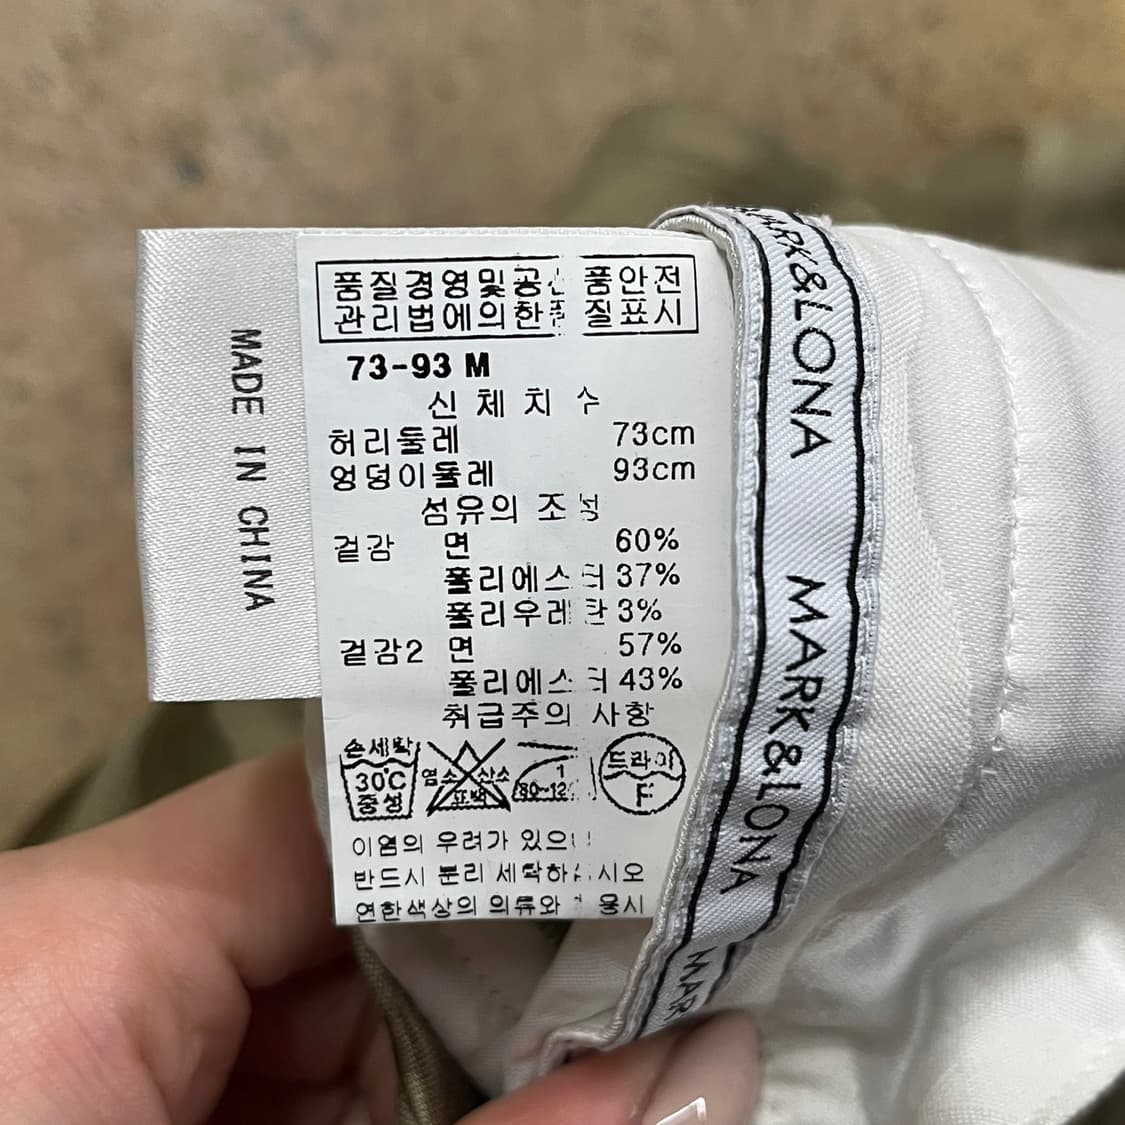 MADE IN CHINA
품질경영및공산품안전
관리법에의한품질표시
73-93 M
신체치수
허리둘레 73cm
엉덩이둘레 93cm
섬유의 조성
겉감 면 60%
폴리에스터 37%
폴리우레탄 3%
겉감2 면 57%
폴리에스터 43%
취급주의 사항
손세탁 30℃ 중성
염소 산소 표백
드라이 F
이염의 우려가 있으니
반드시 분리 세탁하십시오
연한색상의 의류와 용시
MARK&LONA
MARK&LONA
MAR